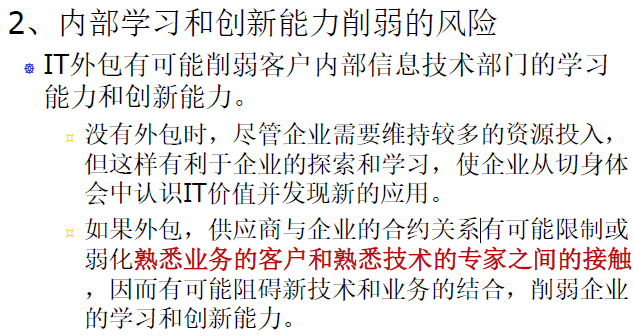 2、内部学习和创新能力削弱的风险
IT外包有可能削弱客户内部信息技术部门的学习
能力和创新能力。
没有外包时，尽管企业需要维持较多的资源投入，
但这样有利于企业的探索和学习，使企业从切身体
会中认识IT价值并发现新的应用。
如果外包，供应商与企业的合约关系有可能限制或
弱化熟悉业务的客户和熟悉技术的专家之间的接触
，因而有可能阻碍新技术和业务的结合，削弱企业
的学习和创新能力。